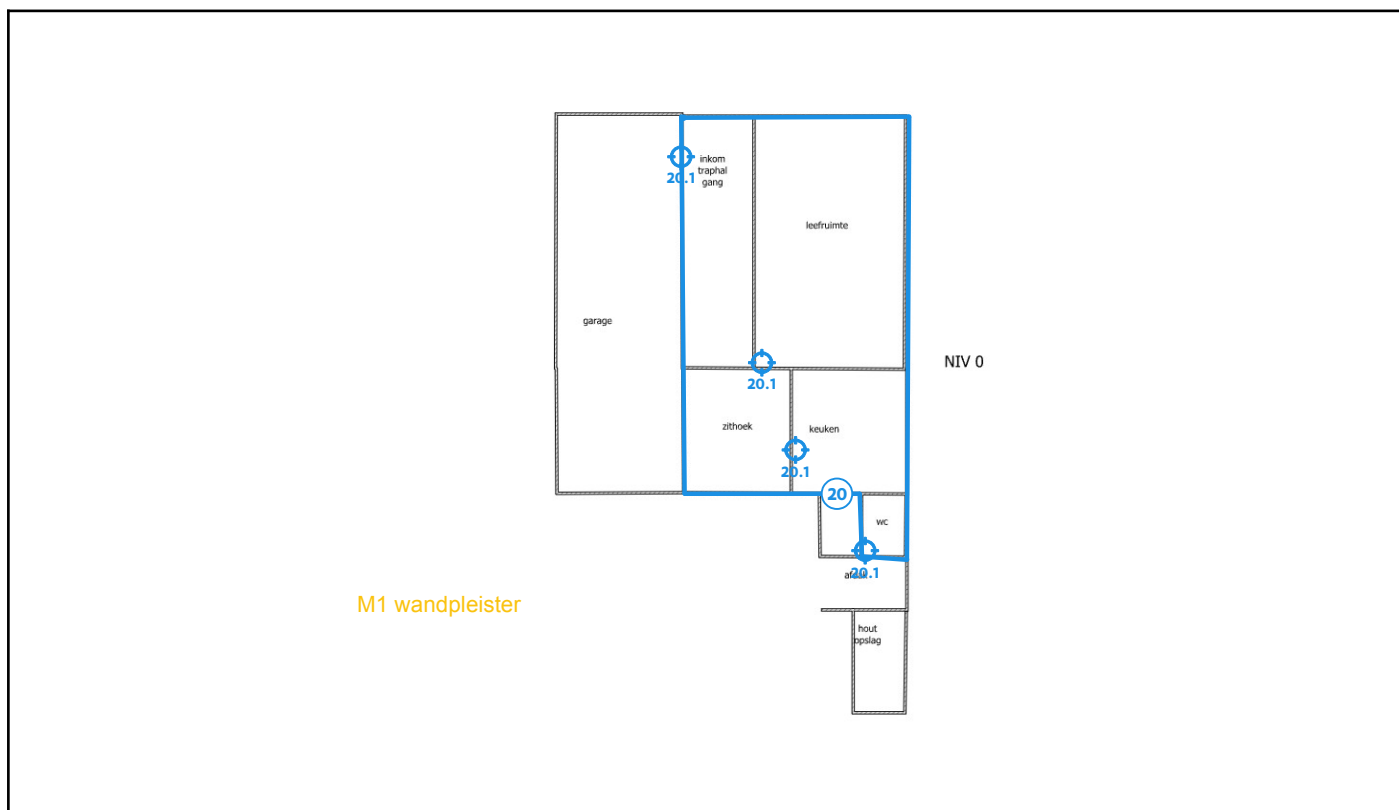 inkom
traphal
gang
20.1
leefruimte
garage
NIV 0
20.1
zithoek
keuken
20.1
20
wc
20.1
M1 wandpleister
hout
opslag